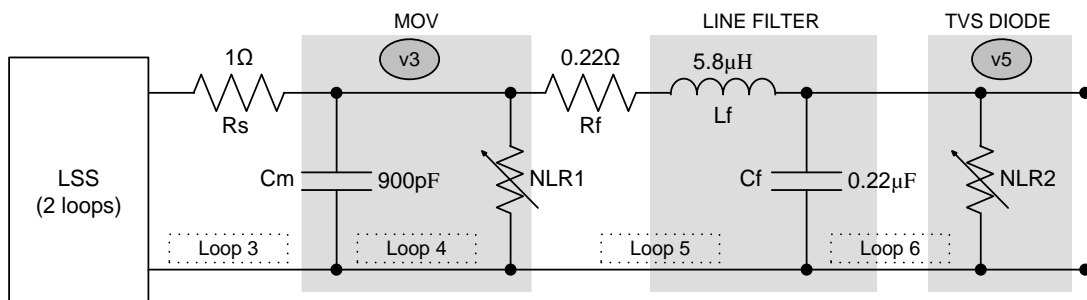 MOV
LINE FILTER
TVS DIODE
1Ω
v3
0.22Ω
5.8μH
v5
Rs
Rf
Lf
LSS
(2 loops)
Cm
900pF
NLR1
Cf
0.22μF
NLR2
Loop 3
Loop 4
Loop 5
Loop 6